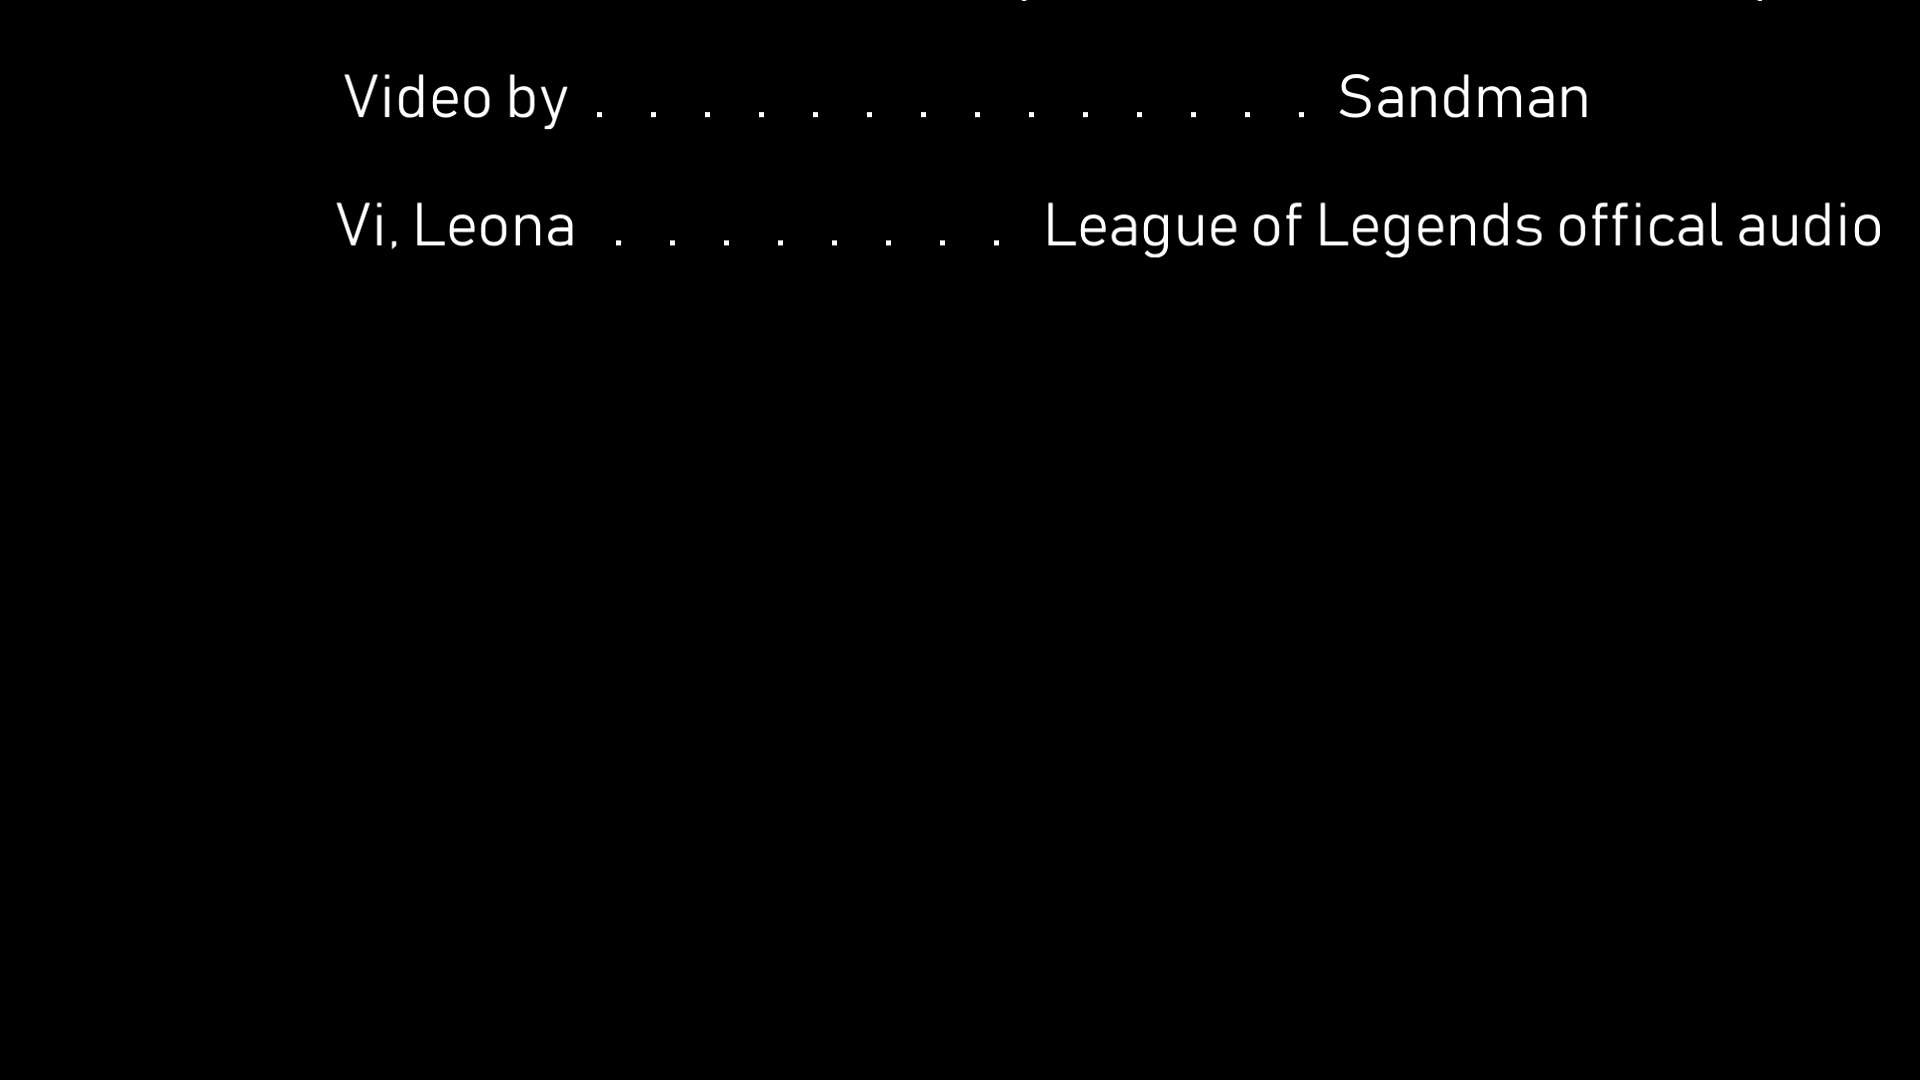 Video by . . . . . . . . . . . . . . Sandman
Vi, Leona . . . . . . . . League of Legends offical audio